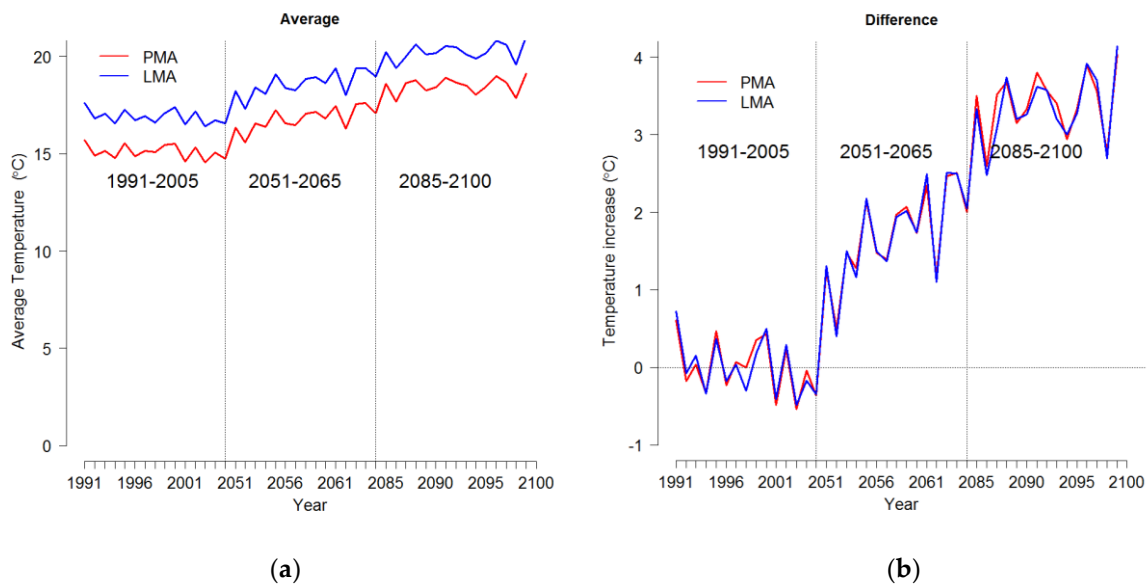 Average
PMA
LMA
20
15
10
5
0
Average Temperature (°C)
1991-2005
2051-2065
2085-2100
1991 1996 2001 2051 2061 2085 2090 2095 2100
Year
(a)
Difference
PMA
LMA
4
3
2
1
0
-1
Temperature increase (°C)
1991-2005
2051-2065
2085-2100
1991 1996 2001 2051 2061 2085 2090 2095 2100
Year
(b)